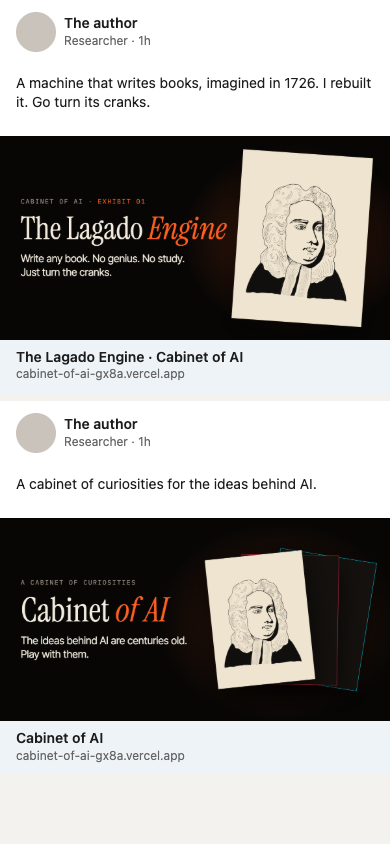 The author
Researcher · 1h
A machine that writes books, imagined in 1726. I rebuilt
it. Go turn its cranks.
CABINET OF AI · EXHIBIT 01
The Lagado Engine
Write any book. No genius. No study.
Just turn the cranks.
The Lagado Engine · Cabinet of AI
cabinet-of-ai-gx8a.vercel.app
The author
Researcher · 1h
A cabinet of curiosities for the ideas behind AI.
A CABINET OF CURIOSITIES
Cabinet of AI
The ideas behind AI are centuries old.
Play with them.
Cabinet of AI
cabinet-of-ai-gx8a.vercel.app